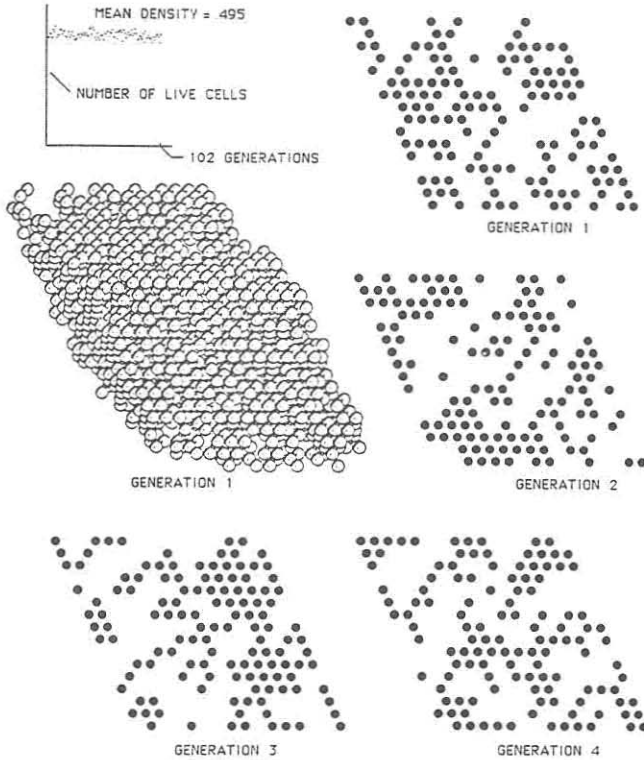 MEAN DENSITY = .495
NUMBER OF LIVE CELLS
102 GENERATIONS
GENERATION 1
GENERATION 1
GENERATION 2
GENERATION 3
GENERATION 4